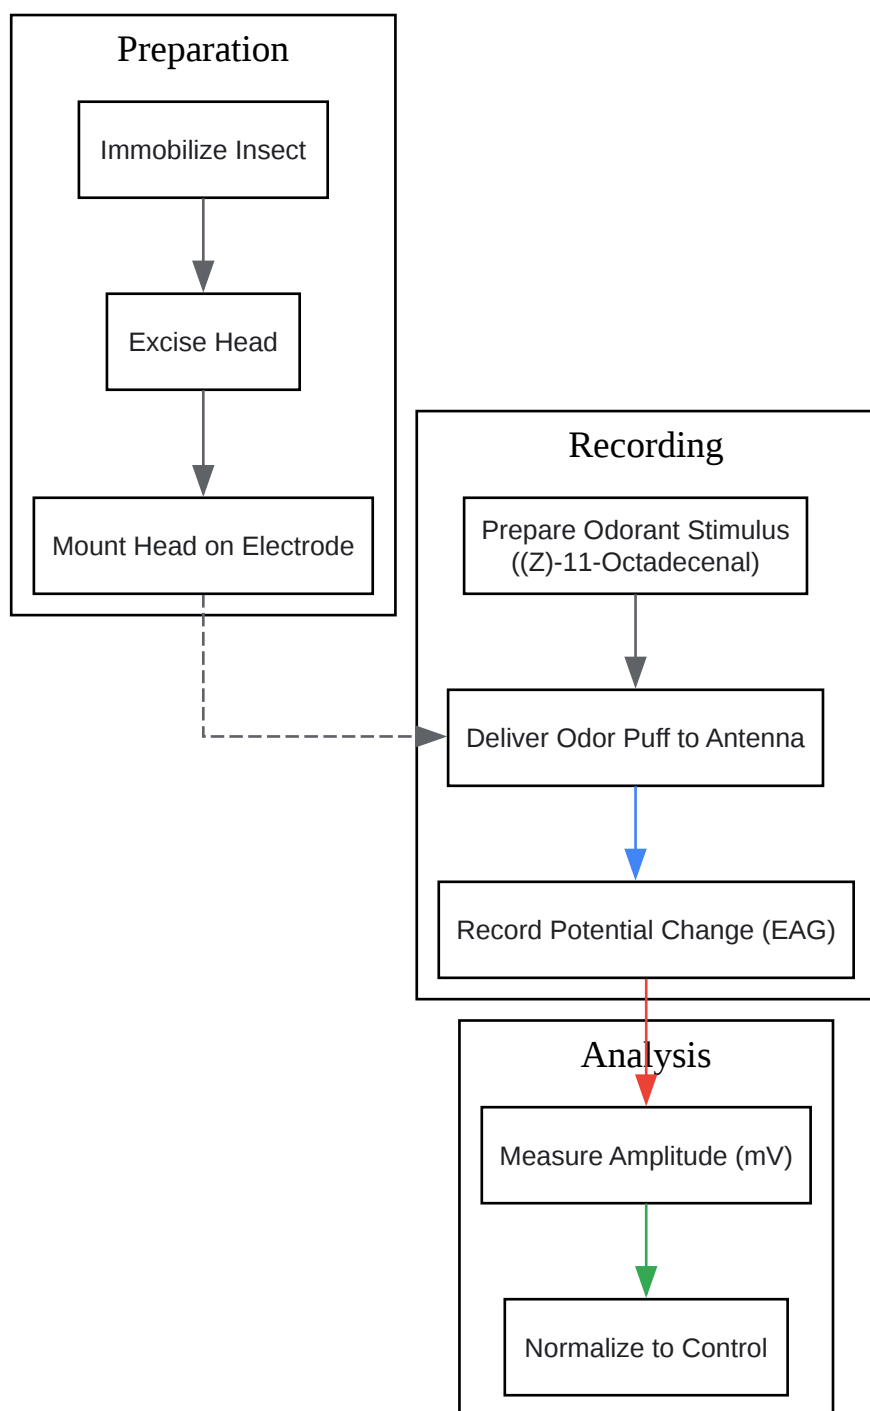 Preparation
Immobilize Insect
Excise Head
Mount Head on Electrode
Recording
Prepare Odorant Stimulus
((Z)-11-Octadecenal)
Deliver Odor Puff to Antenna
Record Potential Change (EAG)
Analysis
Measure Amplitude (mV)
Normalize to Control